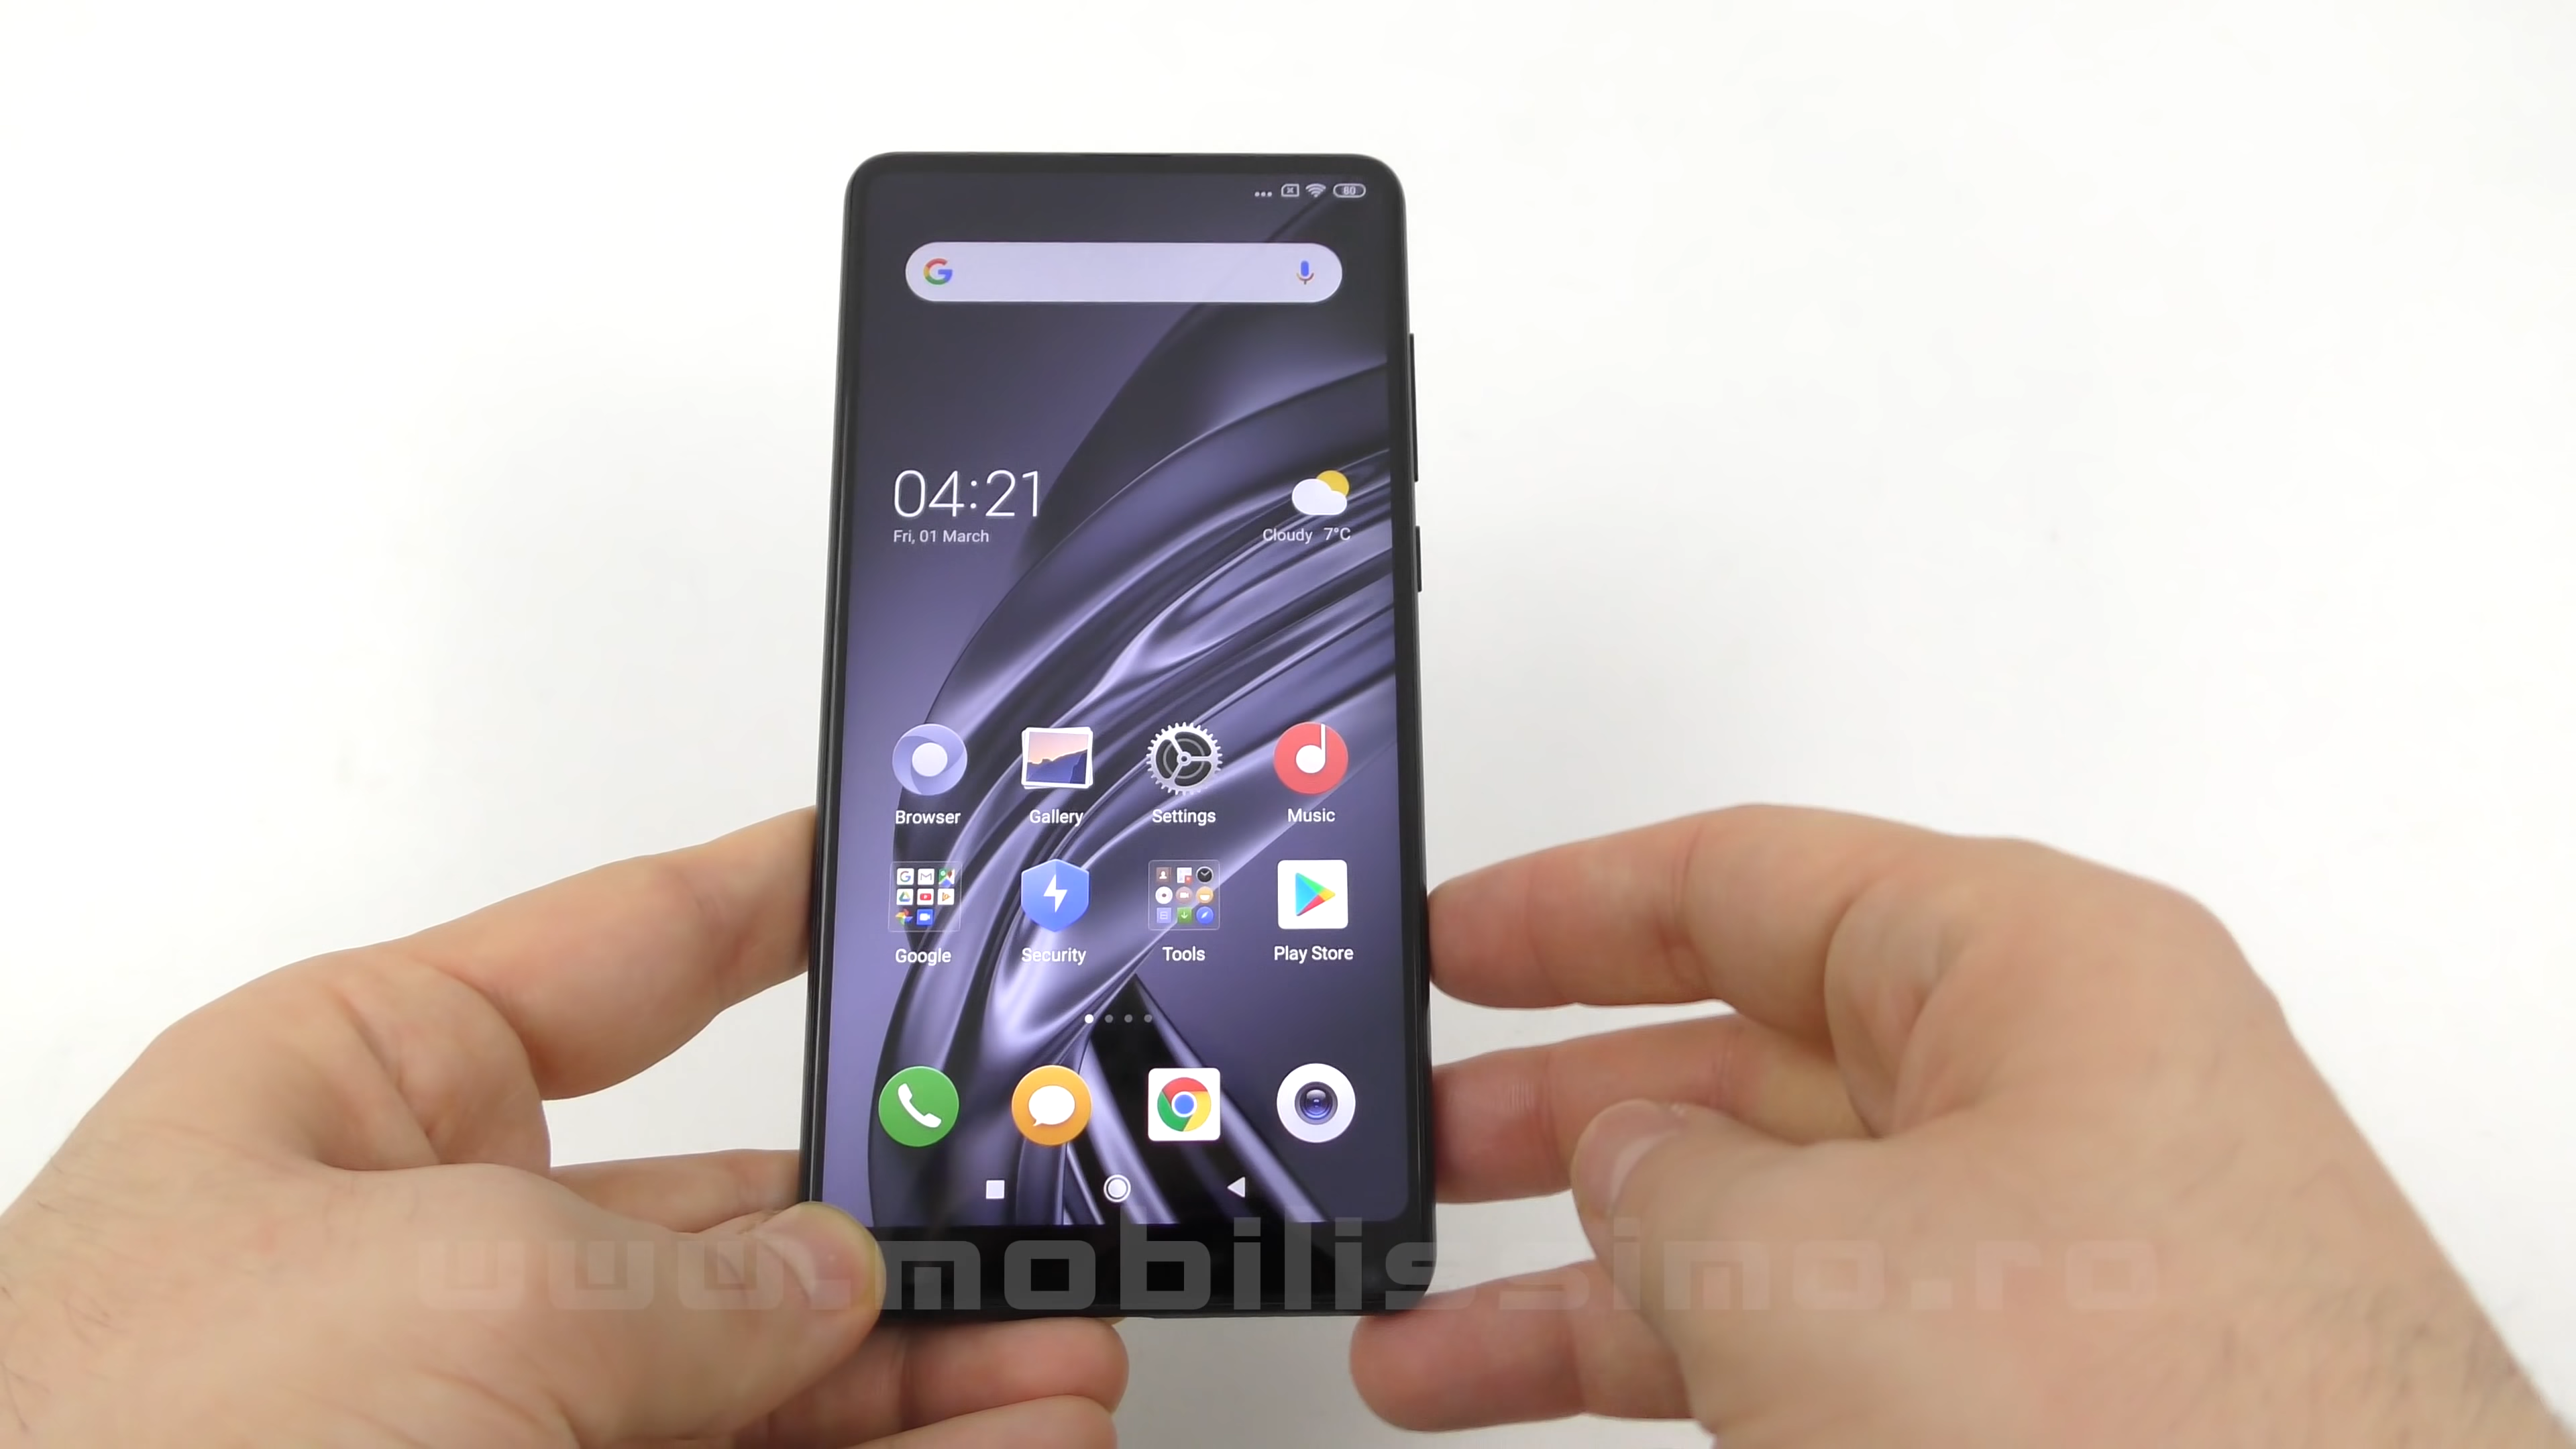 80
04:21
Fri, 01 March
Cloudy 7°C
Browser Gallery Settings Music
Google Security Tools Play Store
www.mobilissimo.ro